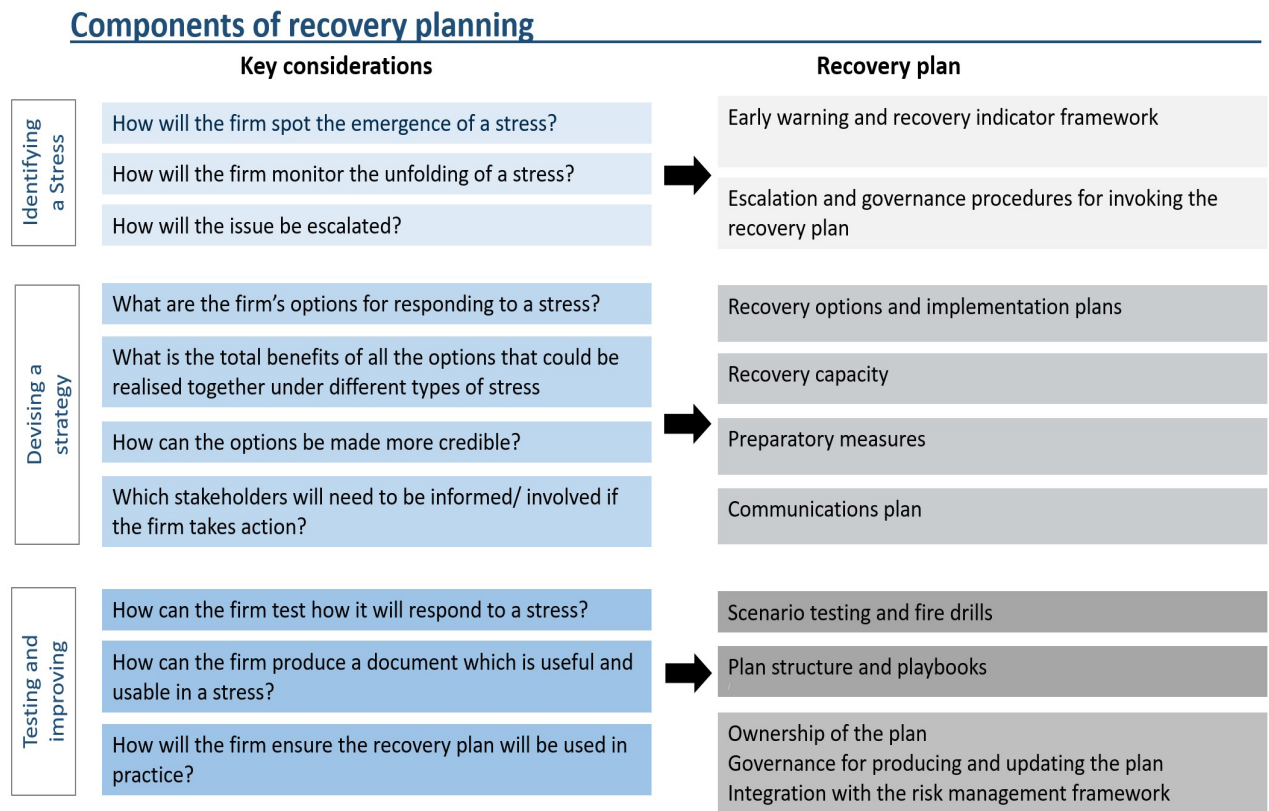 Components of recovery planning
Key considerations
Recovery plan
Identifying
a Stress
How will the firm spot the emergence of a stress?
How will the firm monitor the unfolding of a stress?
How will the issue be escalated?
Early warning and recovery indicator framework
Escalation and governance procedures for invoking the
recovery plan
Devising a
strategy
What are the firm's options for responding to a stress?
What is the total benefits of all the options that could be
realised together under different types of stress
How can the options be made more credible?
Which stakeholders will need to be informed/ involved if
the firm takes action?
Recovery options and implementation plans
Recovery capacity
Preparatory measures
Communications plan
Testing and
improving
How can the firm test how it will respond to a stress?
How can the firm produce a document which is useful and
usable in a stress?
How will the firm ensure the recovery plan will be used in
practice?
Scenario testing and fire drills
Plan structure and playbooks
Ownership of the plan
Governance for producing and updating the plan
Integration with the risk management framework